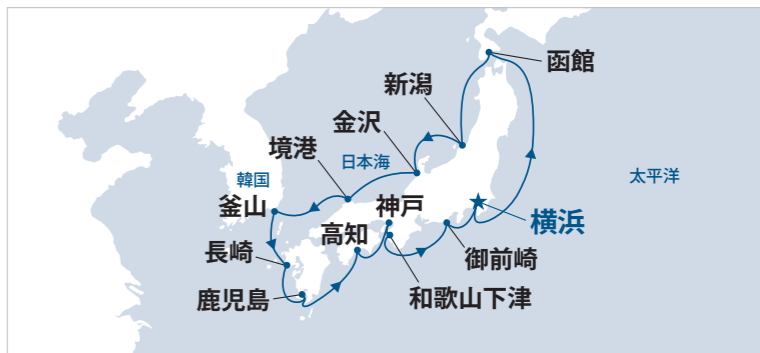 函館
新潟
金沢
境港
日本海
韓国
太平洋
釜山
神戸
横浜
高知
長崎
御前崎
鹿児島
和歌山下津